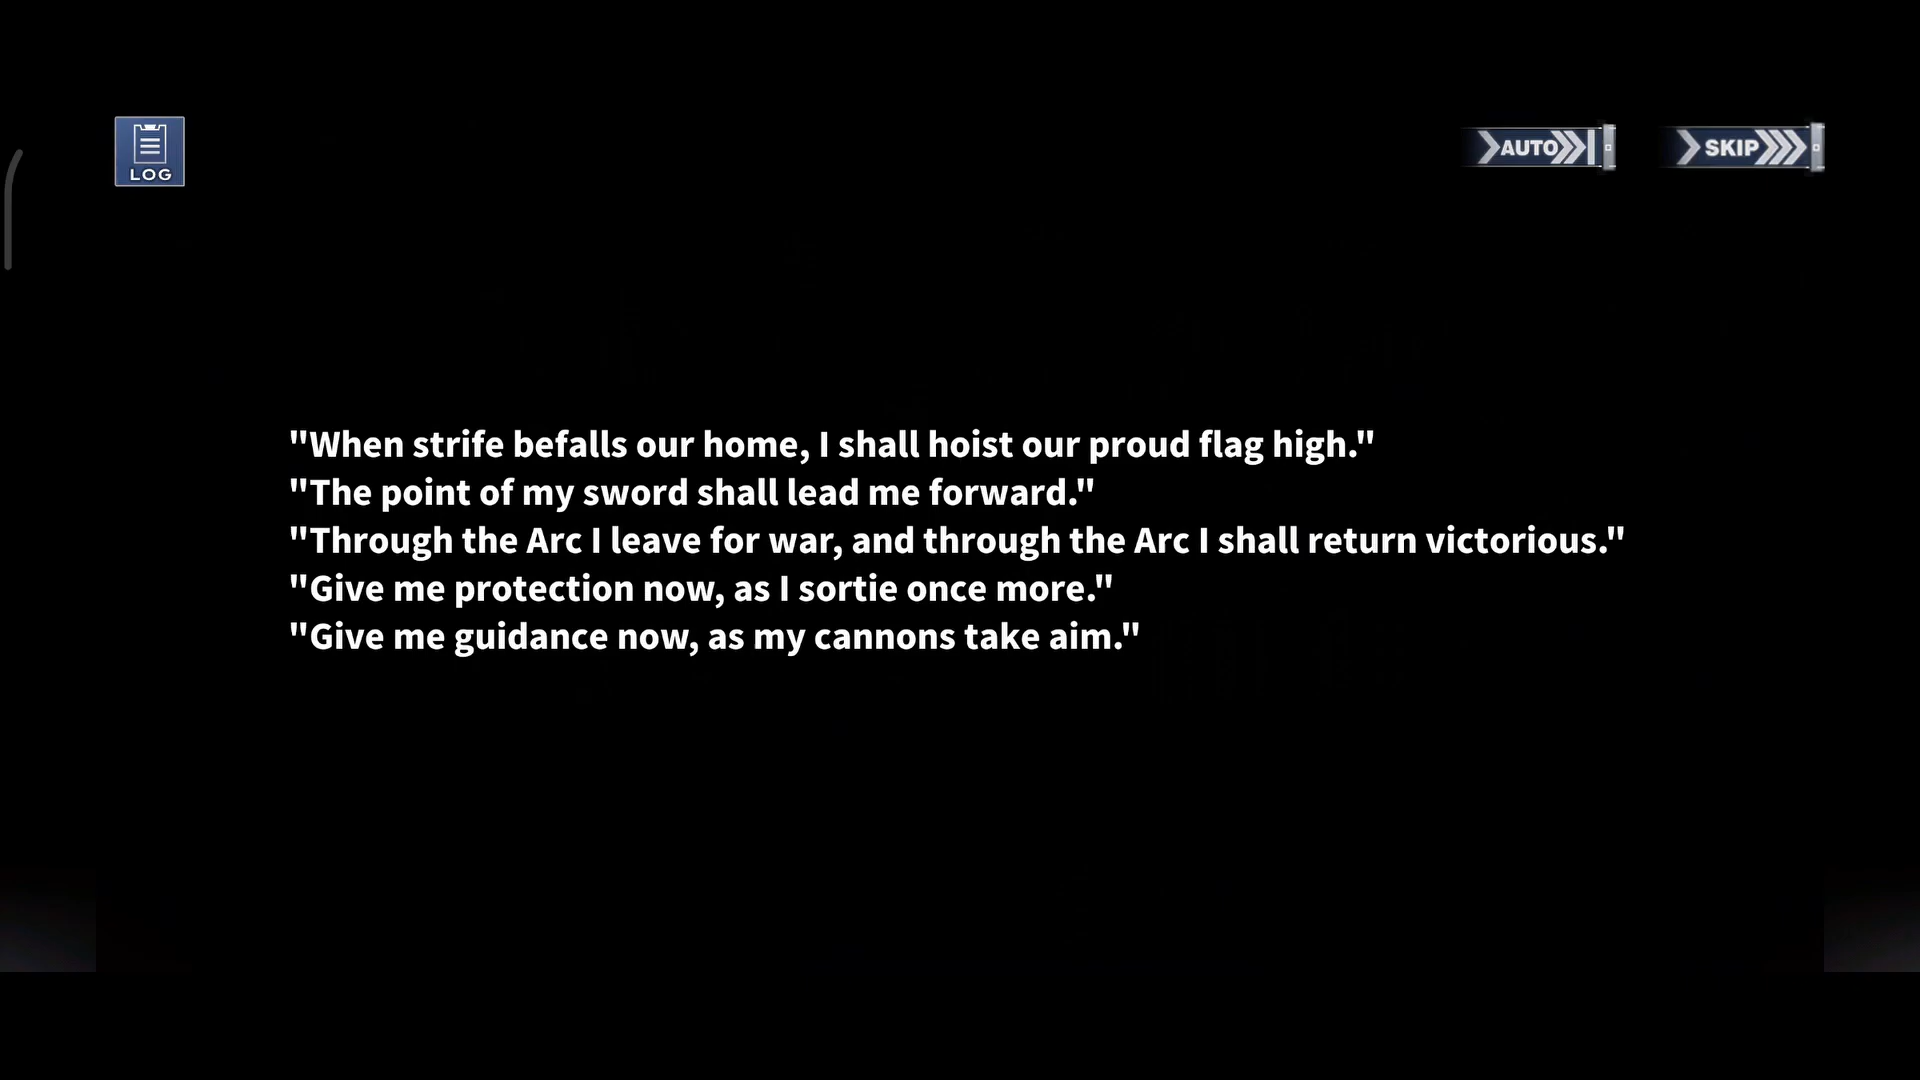 LOG
AUTO
SKIP
"When strife befalls our home, I shall hoist our proud flag high."
"The point of my sword shall lead me forward."
"Through the Arc I leave for war, and through the Arc I shall return victorious."
"Give me protection now, as I sortie once more."
"Give me guidance now, as my cannons take aim."